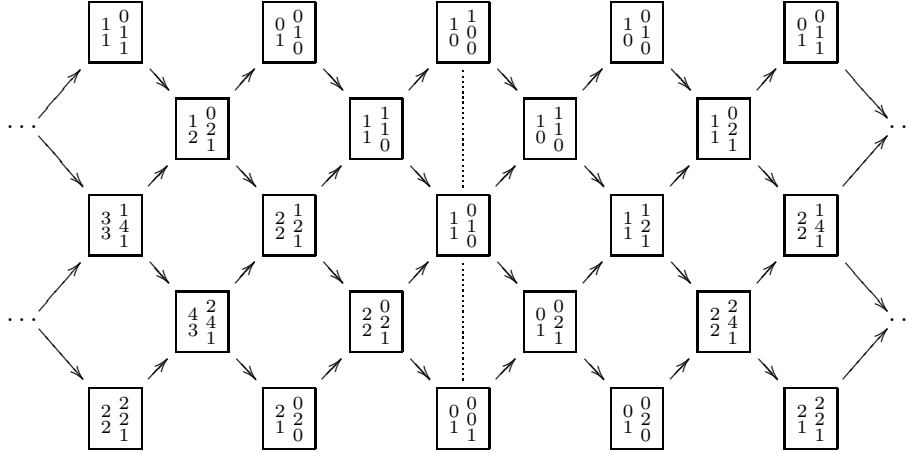 1 0 0 0 1 1 1 0 0 0
1 1 1 1 0 0 0 1 1 1
1 0 0 0 1
1 0 1 1 1 1 1 0
... 2 2 1 1 0 1 1 2 ..
1 0 0 1
3 1 2 1 1 0 1 1 2 1
3 4 2 2 1 1 1 2 2 4
1 1 0 1 1
4 2 2 0 0 0 2 2
... 3 4 2 2 1 2 2 4 ..
1 1 1 1
2 2 2 0 0 0 0 0 2 2
2 2 1 2 1 0 1 2 1 2
1 0 1 0 1